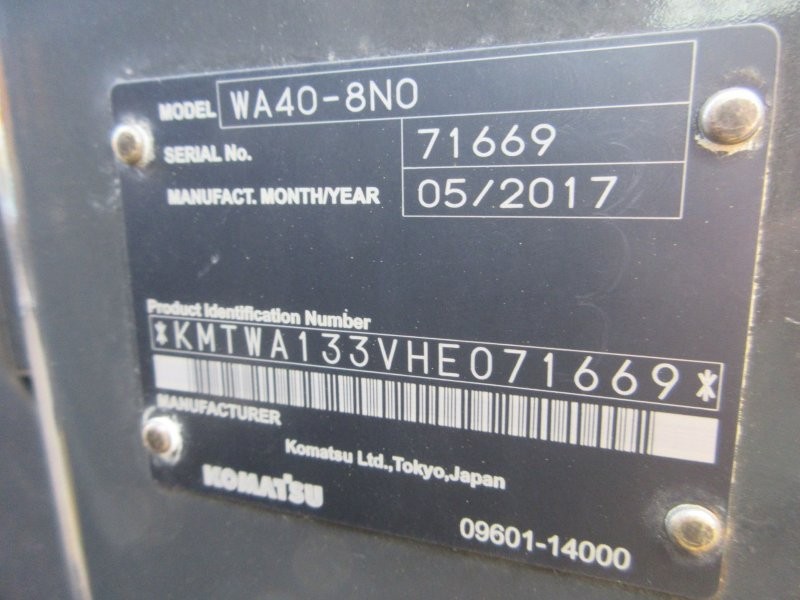 MODEL WA40-8N0
SERIAL No. 71669
MANUFACT. MONTH/YEAR 05/2017
Product Identification Number
*KMTWA133VHE071669*
MANUFACTURER
Komatsu Ltd.,Tokyo,Japan
KOMATSU
09601-14000